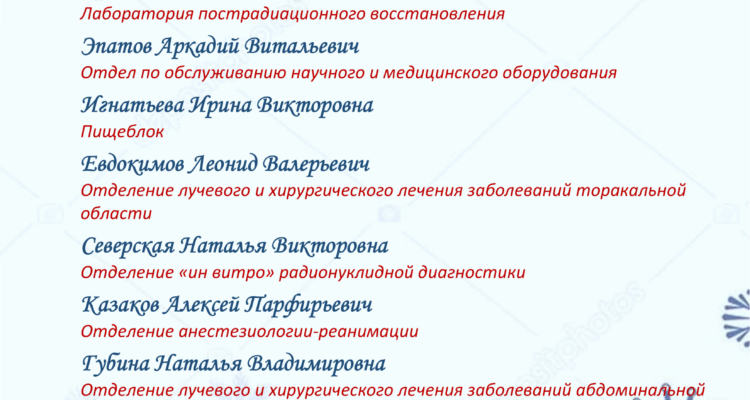 Лаборатория пострадиационного восстановления
Эпатов Аркадий Витальевич
Отдел по обслуживанию научного и медицинского оборудования
Игнатьева Ирина Викторовна
Пищеблок
Евдокимов Леонид Валерьевич
Отделение лучевого и хирургического лечения заболеваний торакальной
области
Северская Наталья Викторовна
Отделение «ин витро» радионуклидной диагностики
Казаков Алексей Парфирьевич
Отделение анестезиологии-реанимации
Губина Наталья Владимировна
Отделение лучевого и хирургического лечения заболеваний абдоминальной